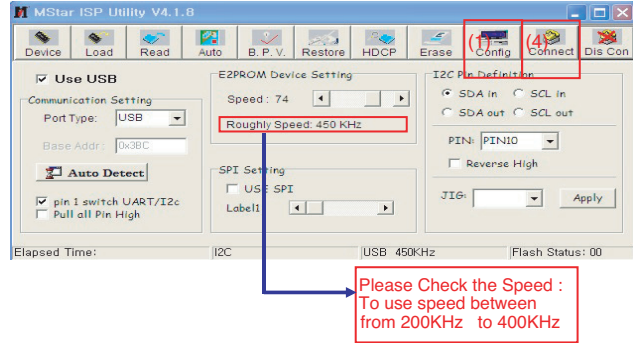 MStar ISP Utility V4.1.8
Device Load Read Auto B. P. V. Restore HDCP Erase Config Connect Dis Con
(1) (4)
Use USB
Communication Setting
Port Type: USB
Base Addr: 0x3BC
Auto Detect
pin 1 switch UART/I2c
Pull all Pin High
E2PROM Device Setting
Speed: 74
Roughly Speed: 450 KHz
SPI Setting
USE SPI
Label1
I2C Pin Definition
SDA in SCL in
SDA out SCL out
PIN: PIN10
Reverse High
JIG: Apply
Elapsed Time: I2C USB 450KHz Flash Status: 00
Please Check the Speed :
To use speed between
from 200KHz to 400KHz